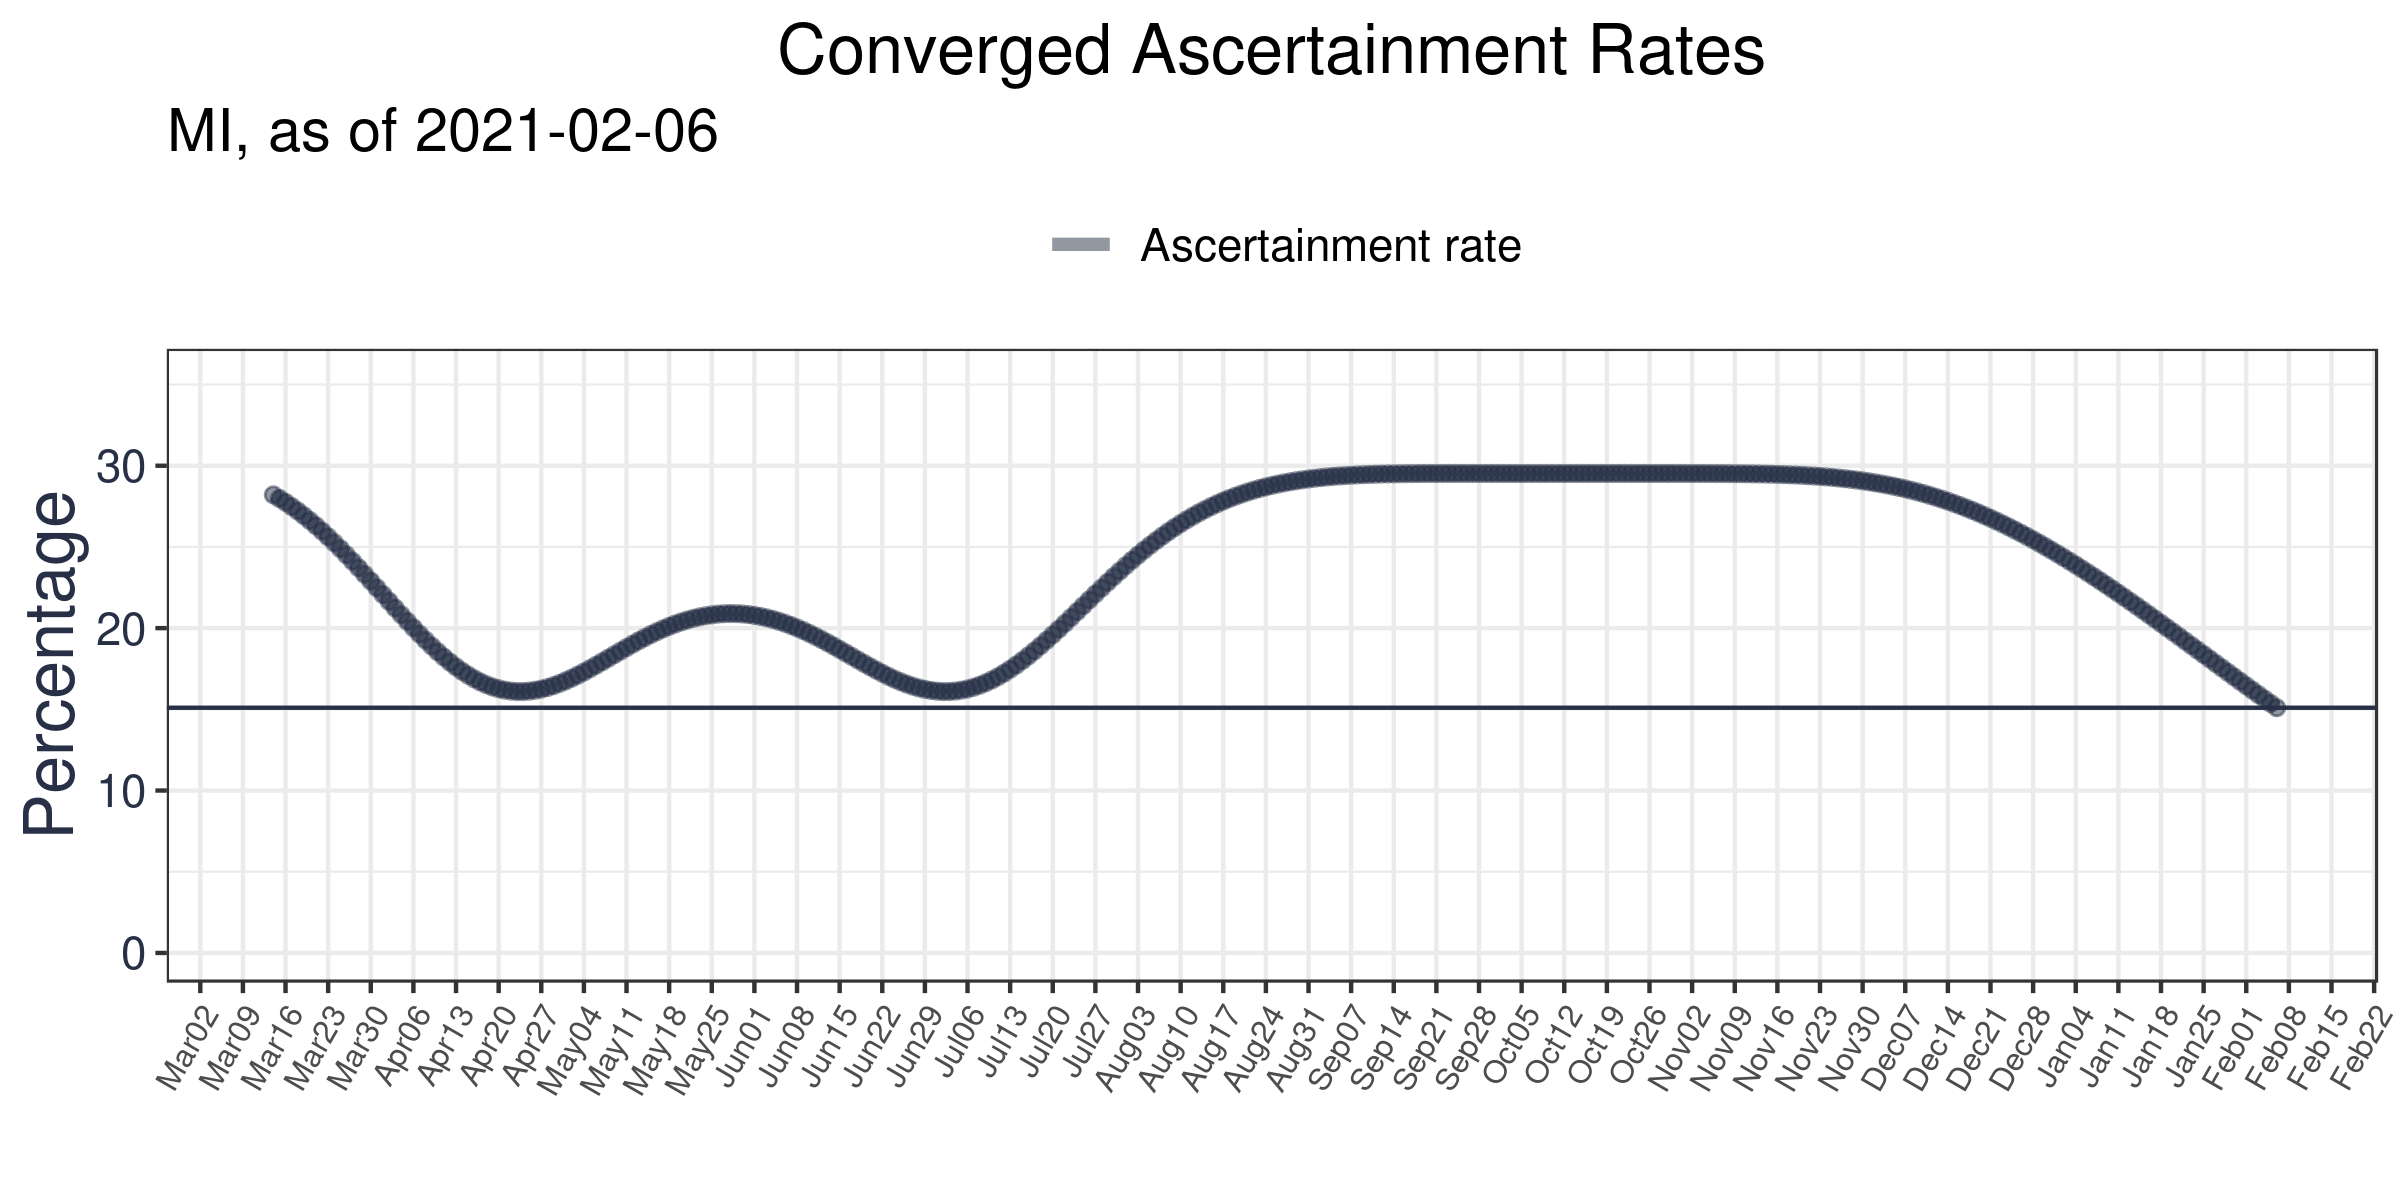 Converged Ascertainment Rates
MI, as of 2021-02-06
Ascertainment rate
Percentage
30
20
10
0
Mar02
Mar09
Mar16
Mar23
Mar30
Apr06
Apr13
Apr20
Apr27
May04
May11
May18
May25
Jun01
Jun08
Jun15
Jun22
Jun29
Jul06
Jul13
Jul20
Jul27
Aug03
Aug10
Aug17
Aug24
Aug31
Sep07
Sep14
Sep21
Sep28
Oct05
Oct12
Oct19
Oct26
Nov02
Nov09
Nov16
Nov23
Nov30
Dec07
Dec14
Dec21
Dec28
Jan04
Jan11
Jan18
Jan25
Feb01
Feb08
Feb15
Feb22